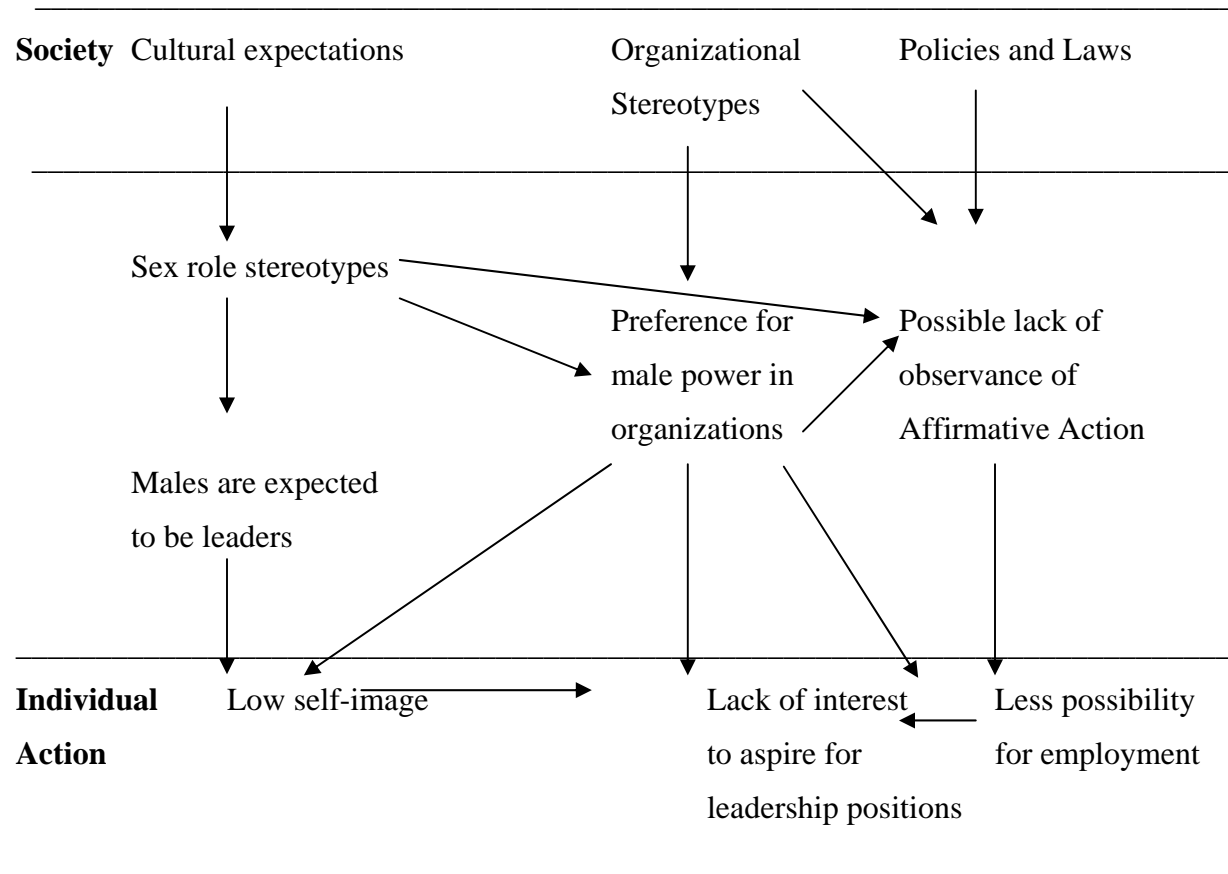 Society Cultural expectations Organizational Policies and Laws
Stereotypes
Sex role stereotypes
Preference for Possible lack of
male power in observance of
organizations Affirmative Action
Males are expected
to be leaders
Individual Low self-image Lack of interest Less possibility
Action to aspire for for employment
leadership positions